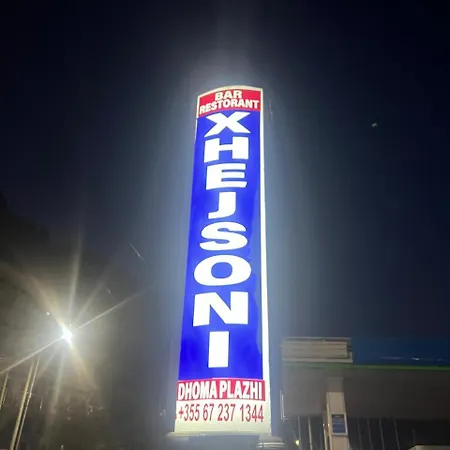 BAR
RESTORANT
XHEJSONI
DHOMA PLAZHI
+355 67 237 1344